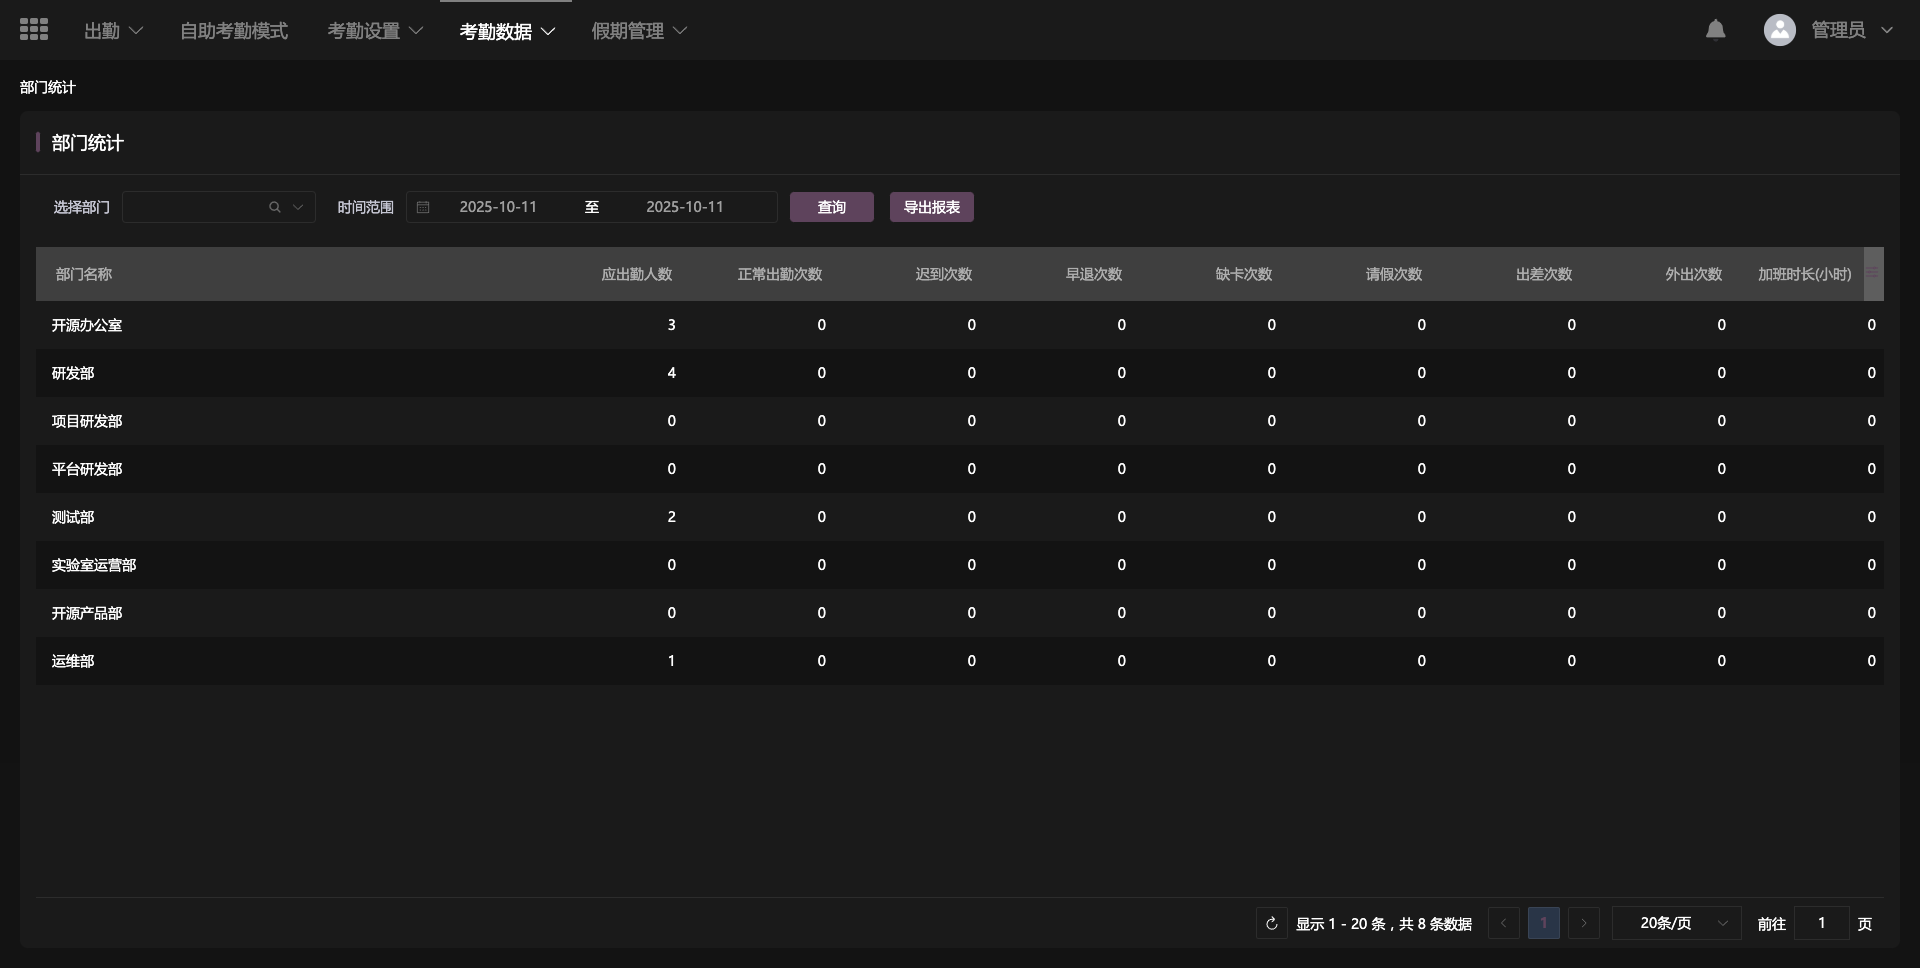 出勤 自助考勤模式 考勤设置 考勤数据 假期管理 管理员
部门统计
部门统计
选择部门 时间范围 2025-10-11 至 2025-10-11 查询 导出报表
部门名称 应出勤人数 正常出勤次数 迟到次数 早退次数 缺卡次数 请假次数 出差次数 外出次数 加班时长(小时)
开源办公室 3 0 0 0 0 0 0 0 0
研发部 4 0 0 0 0 0 0 0 0
项目研发部 0 0 0 0 0 0 0 0 0
平台研发部 0 0 0 0 0 0 0 0 0
测试部 2 0 0 0 0 0 0 0 0
实验室运营部 0 0 0 0 0 0 0 0 0
开源产品部 0 0 0 0 0 0 0 0 0
运维部 1 0 0 0 0 0 0 0 0
显示 1 - 20 条，共 8 条数据 1 20条/页 前往 1 页